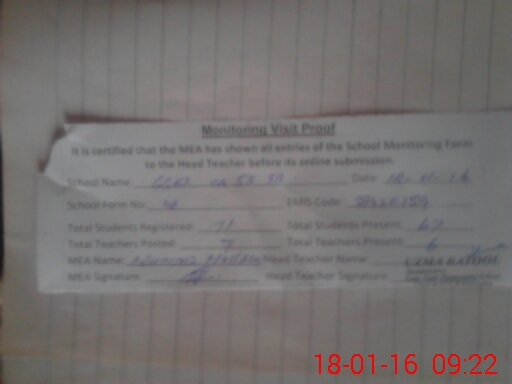 Monitoring Visit Proof
It is certified that the MEA has shown all entries of the School Monitoring Form
to the Head Teacher before its online submission.
School Name: Date: 18-01-16
School Form No: EMIS Code:
Total Students Registered: Total Students Present: 67
Total Teachers Posted: 7 Total Teachers Present: 6
MEA Name: Head Teacher Name: UZMA BATOOL
MEA Signature: Head Teacher Signature:
18-01-16 09:22